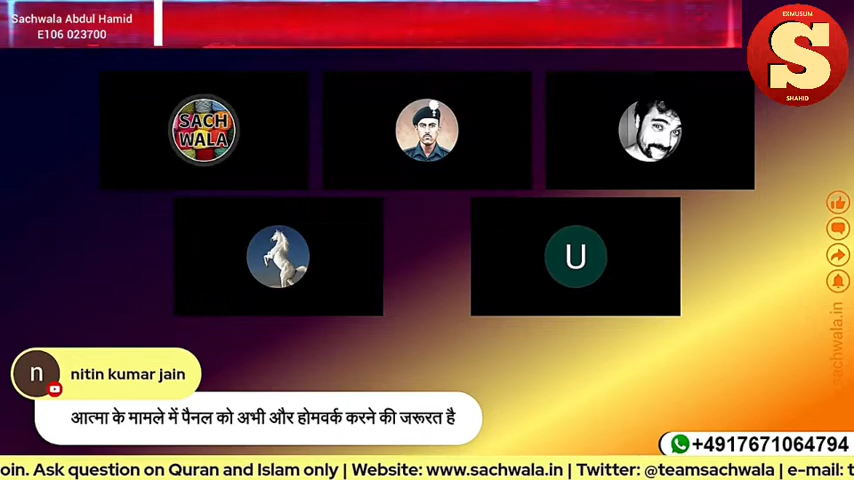 Sachwala Abdul Hamid
E106 023700
EXMUSLIM
S
SHAHID
SACH
WALA
U
sachwala.in
n
nitin kumar jain
आत्मा के मामले में पैनल को अभी और होमवर्क करने की जरूरत है
+4917671064794
oin. Ask question on Quran and Islam only | Website: www.sachwala.in | Twitter: @teamsachwala | e-mail: t